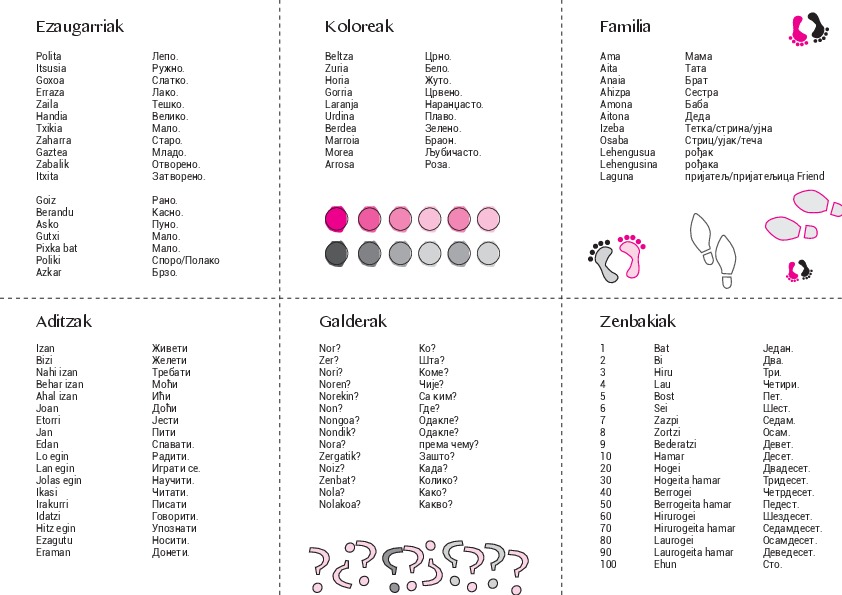 Ezaugarriak
Polita Лепо.
Itsusia Ружно.
Goxoa Слатко.
Erraza Лако.
Zaila Тешко.
Handia Велико.
Txikia Мало.
Zaharra Старо.
Gaztea Младо.
Zabalik Отворено.
Itxita Затворено.
Goiz Рано.
Berandu Касно.
Asko Пуно.
Gutxi Мало.
Pixka bat Мало.
Poliki Споро/Полако
Azkar Брзо.
Koloreak
Beltza Црно.
Zuria Бело.
Horia Жуто.
Gorria Црвено.
Laranja Наранџасто.
Urdina Плаво.
Berdea Зелено.
Marroia Браон.
Morea Љубичасто.
Arrosa Роза.
Familia
Ama Мама
Aita Тата
Anaia Брат
Ahizpa Сестра
Amona Баба
Aitona Деда
Izeba Тетка/стрина/ујна
Osaba Стриц/ујак/теча
Lehengusua рођак
Lehengusina рођака
Laguna пријатељ/пријатељица Friend
Aditzak
Izan Живети
Bizi Желети
Nahi izan Требати
Behar izan Моћи
Ahal izan Ићи
Joan Доћи
Etorri Јести
Jan Пити
Edan Спавати.
Lo egin Радити.
Lan egin Играти се.
Jolas egin Научити.
Ikasi Читати.
Irakurri Писати
Idatzi Говорити.
Hitz egin Упознати
Ezagutu Носити.
Eraman Донети.
Galderak
Nor? Ко?
Zer? Шта?
Nori? Коме?
Noren? Чије?
Norekin? Са ким?
Non? Где?
Nongoa? Одакле?
Nondik? Одакле?
Nora? према чему?
Zergatik? Зашто?
Noiz? Када?
Zenbat? Колико?
Nola? Како?
Nolakoa? Какво?
Zenbakiak
1 Bat Један.
2 Bi Два.
3 Hiru Три.
4 Lau Четири.
5 Bost Пет.
6 Sei Шест.
7 Zazpi Седам.
8 Zortzi Осам.
9 Bederatzi Девет.
10 Hamar Десет.
20 Hogei Двадесет.
30 Hogeita hamar Тридесет.
40 Berrogei Четрдесет.
50 Berrogeita hamar Педест.
60 Hirurogei Шездесет.
70 Hirurogeita hamar Седамдесет.
80 Laurogei Осамдесет.
90 Laurogeita hamar Деведесет.
100 Ehun Сто.